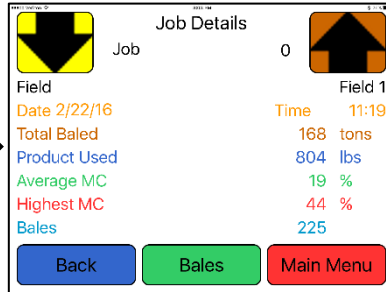 Job Details
Job 0
Field Field 1
Date 2/22/16 Time 11:19
Total Baled 168 tons
Product Used 804 lbs
Average MC 19 %
Highest MC 44 %
Bales 225
Back Bales Main Menu